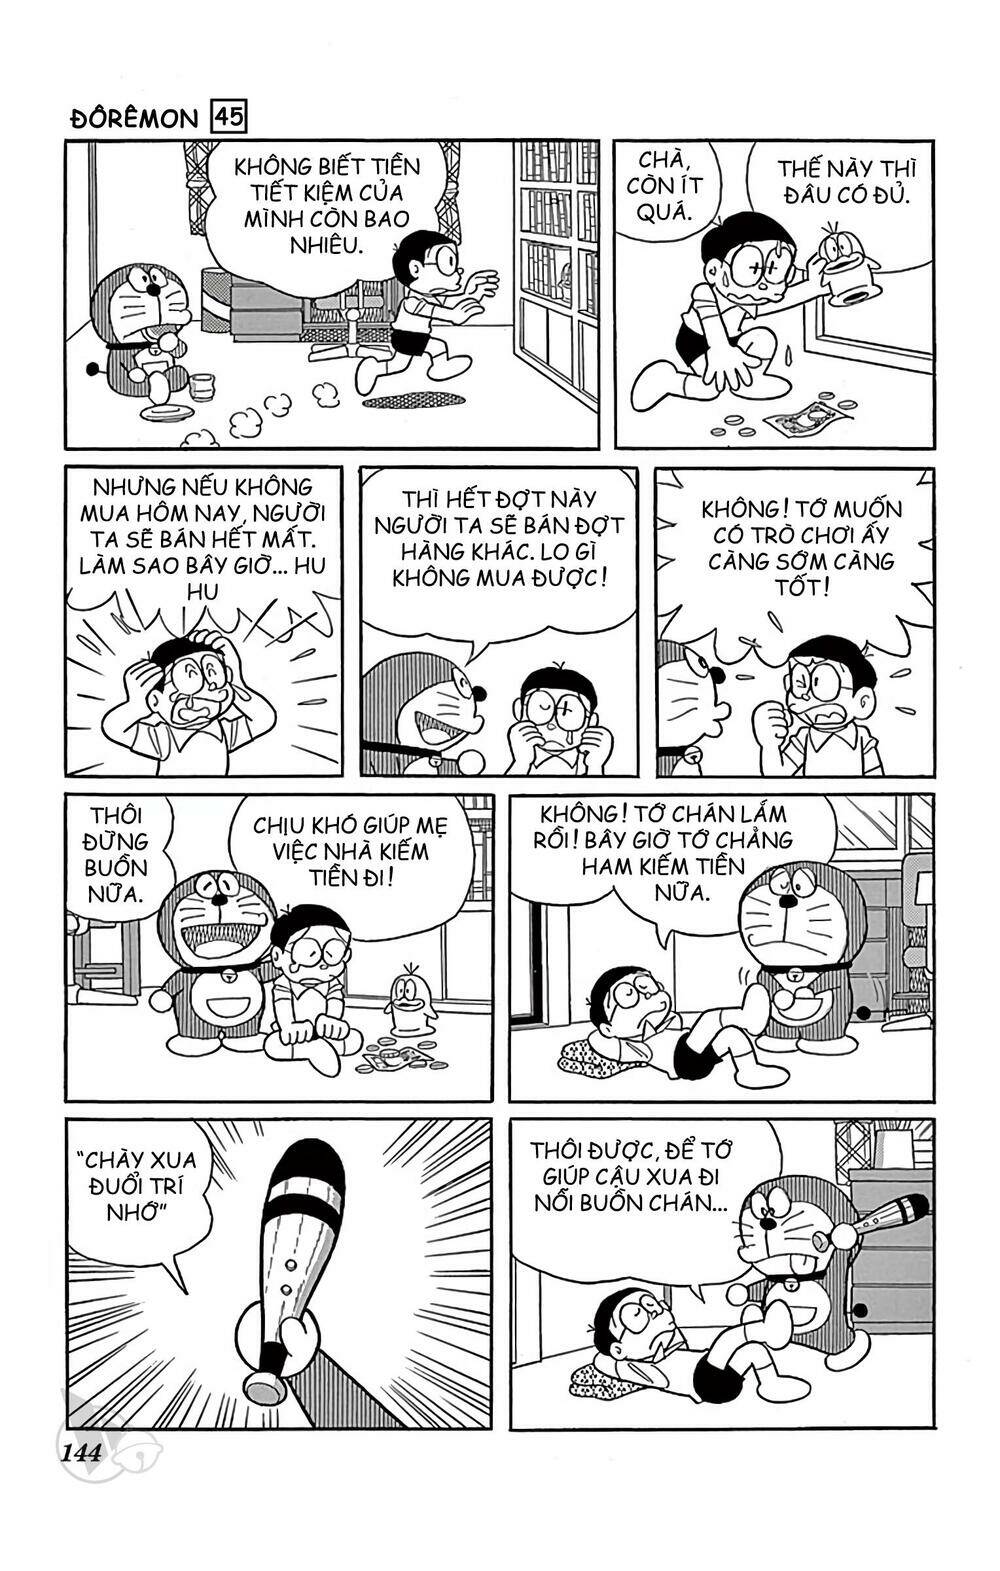 ĐÔRÊMON 45
KHÔNG BIẾT TIỀN
TIẾT KIỆM CỦA
MÌNH CÒN BAO
NHIÊU.
CHÀ,
CÒN ÍT
QUÁ.
THẾ NÀY THÌ
ĐÂU CÓ ĐỦ.
NHƯNG NẾU KHÔNG
MUA HÔM NAY, NGƯỜI
TA SẼ BÁN HẾT MẤT.
LÀM SAO BÂY GIỜ... HU
HU
THÌ HẾT ĐỢT NÀY
NGƯỜI TA SẼ BÁN ĐỢT
HÀNG KHÁC. LO GÌ
KHÔNG MUA ĐƯỢC!
KHÔNG! TỚ MUỐN
CÓ TRÒ CHƠI ẤY
CÀNG SỚM CÀNG
TỐT!
THÔI
ĐỪNG
BUỒN
NỮA.
CHỊU KHÓ GIÚP MẸ
VIỆC NHÀ KIẾM
TIỀN ĐI!
KHÔNG! TỚ CHÁN LẮM
RỒI! BÂY GIỜ TỚ CHẲNG
HAM KIẾM TIỀN
NỮA.
"CHÀY XUA
ĐUỔI TRÍ
NHỚ"
THÔI ĐƯỢC, ĐỂ TỚ
GIÚP CẬU XUA ĐI
NỖI BUỒN CHÁN...
144